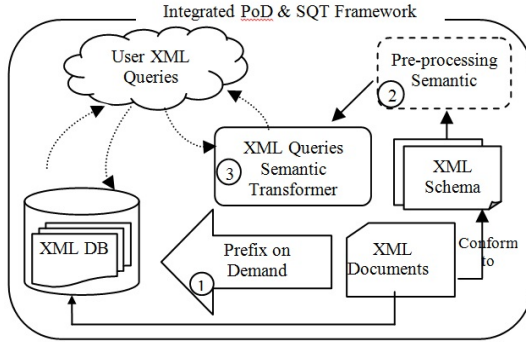 Integrated PoD & SQT Framework
User XML
Queries
Pre-processing
Semantic
2
XML Queries
3
Semantic
Transformer
XML
Schema
XML DB
Prefix on
Demand
1
XML
Documents
Conform
to